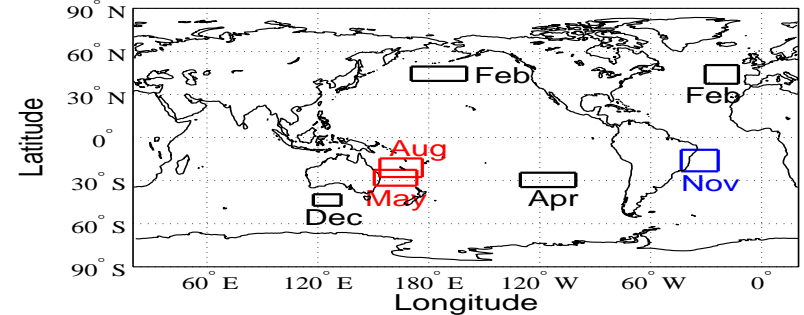 90° N
60° N
30° N
0°
30° S
60° S
90° S
Latitude
Feb
Feb
Aug
May
Nov
Apr
Dec
60° E
120° E
180° E
120° W
60° W
0°
Longitude